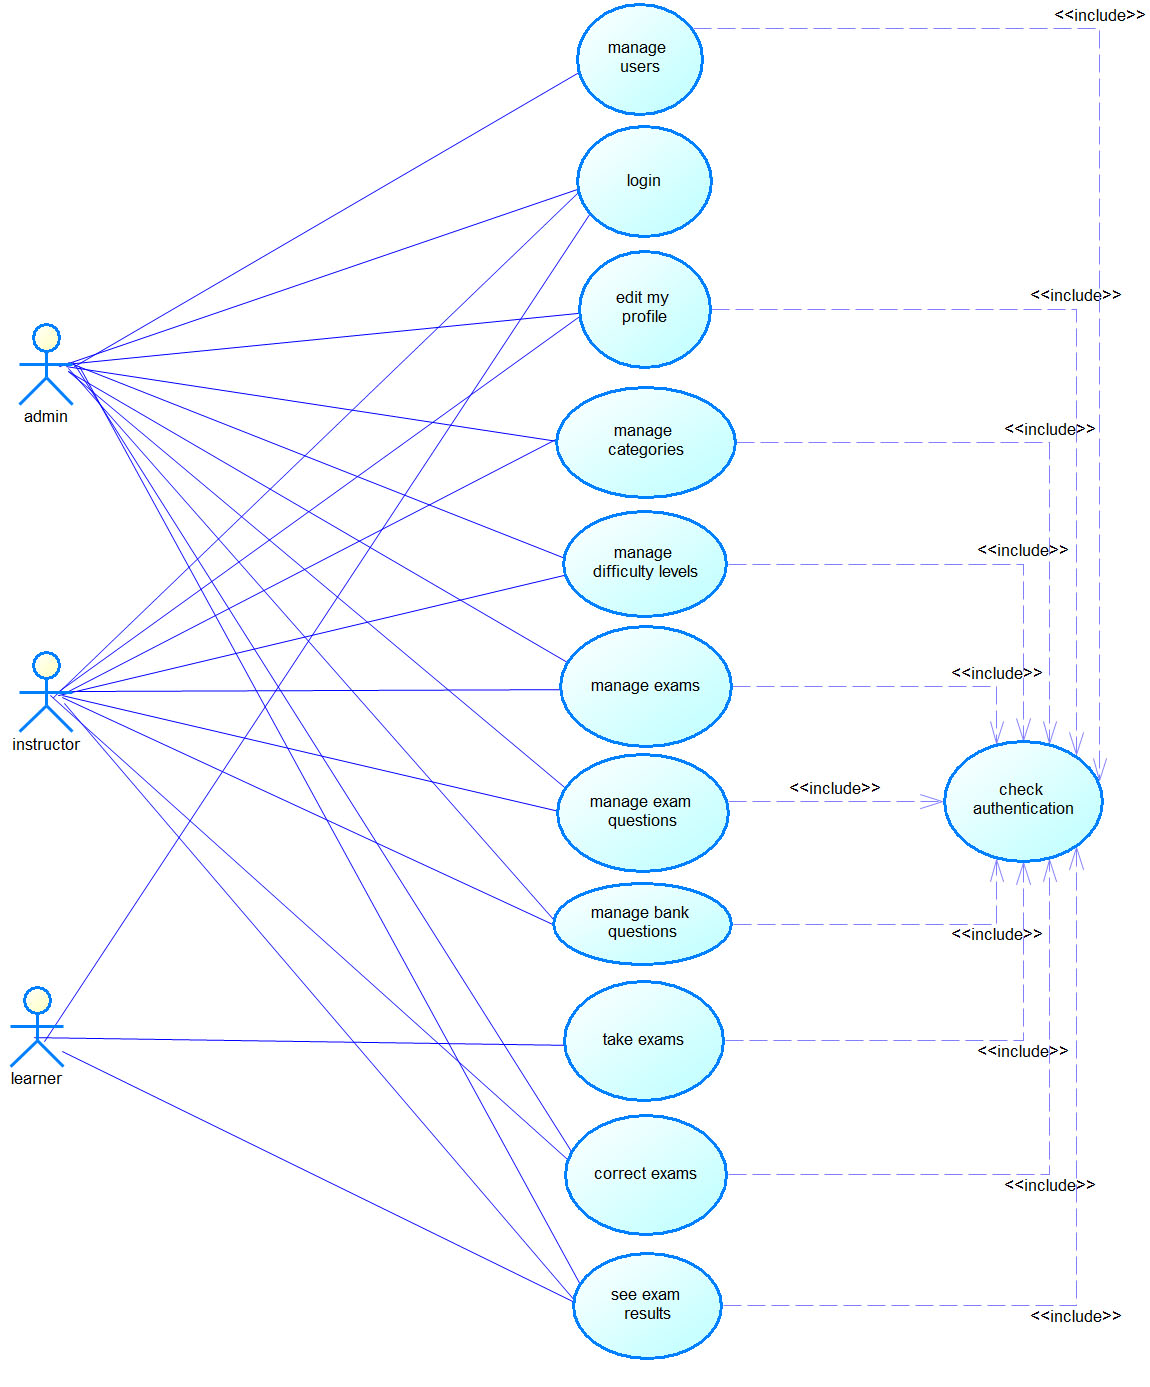 <<include>>
manage
users
login
<<include>>
edit my
profile
admin
<<include>>
manage
categories
<<include>>
manage
difficulty levels
<<include>>
manage exams
instructor
<<include>>
manage exam
questions
check
authentication
manage bank
questions
<<include>>
take exams
<<include>>
learner
correct exams
<<include>>
see exam
results
<<include>>